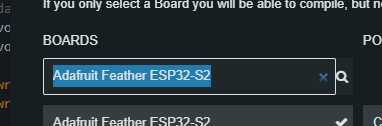 If you only select a Board you will be able to compile, but n
BOARDS
PO
Adafruit Feather ESP32-S2
Adafruit Feather ESP32-S2